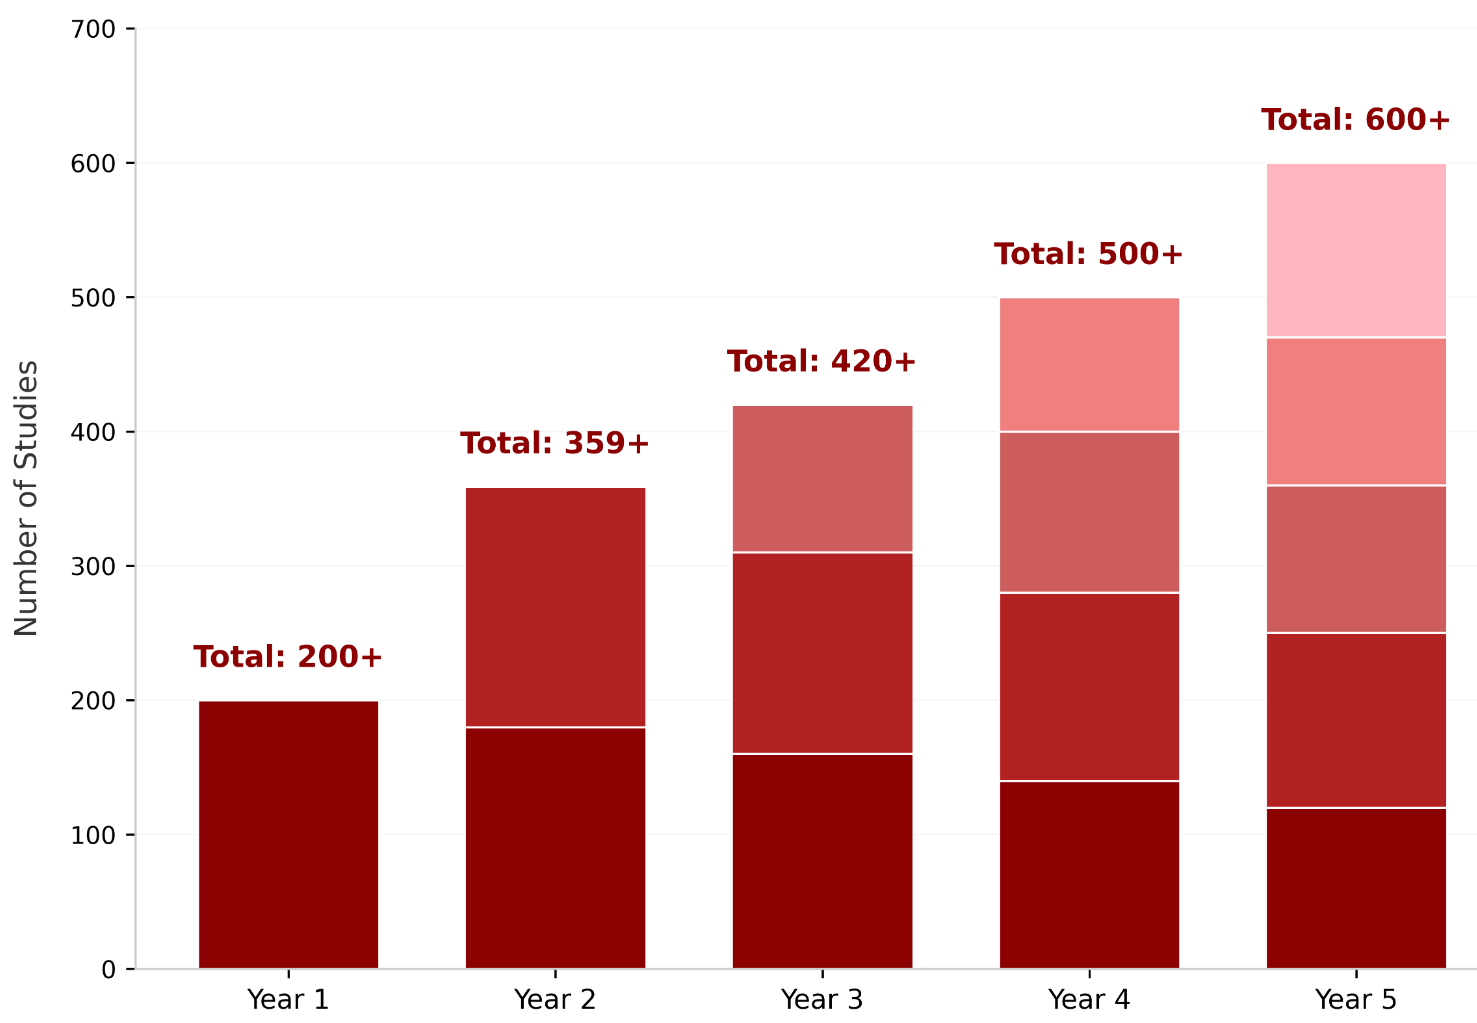 700
600
500
400
300
200
100
0
Number of Studies
Total: 200+
Total: 359+
Total: 420+
Total: 500+
Total: 600+
Year 1
Year 2
Year 3
Year 4
Year 5